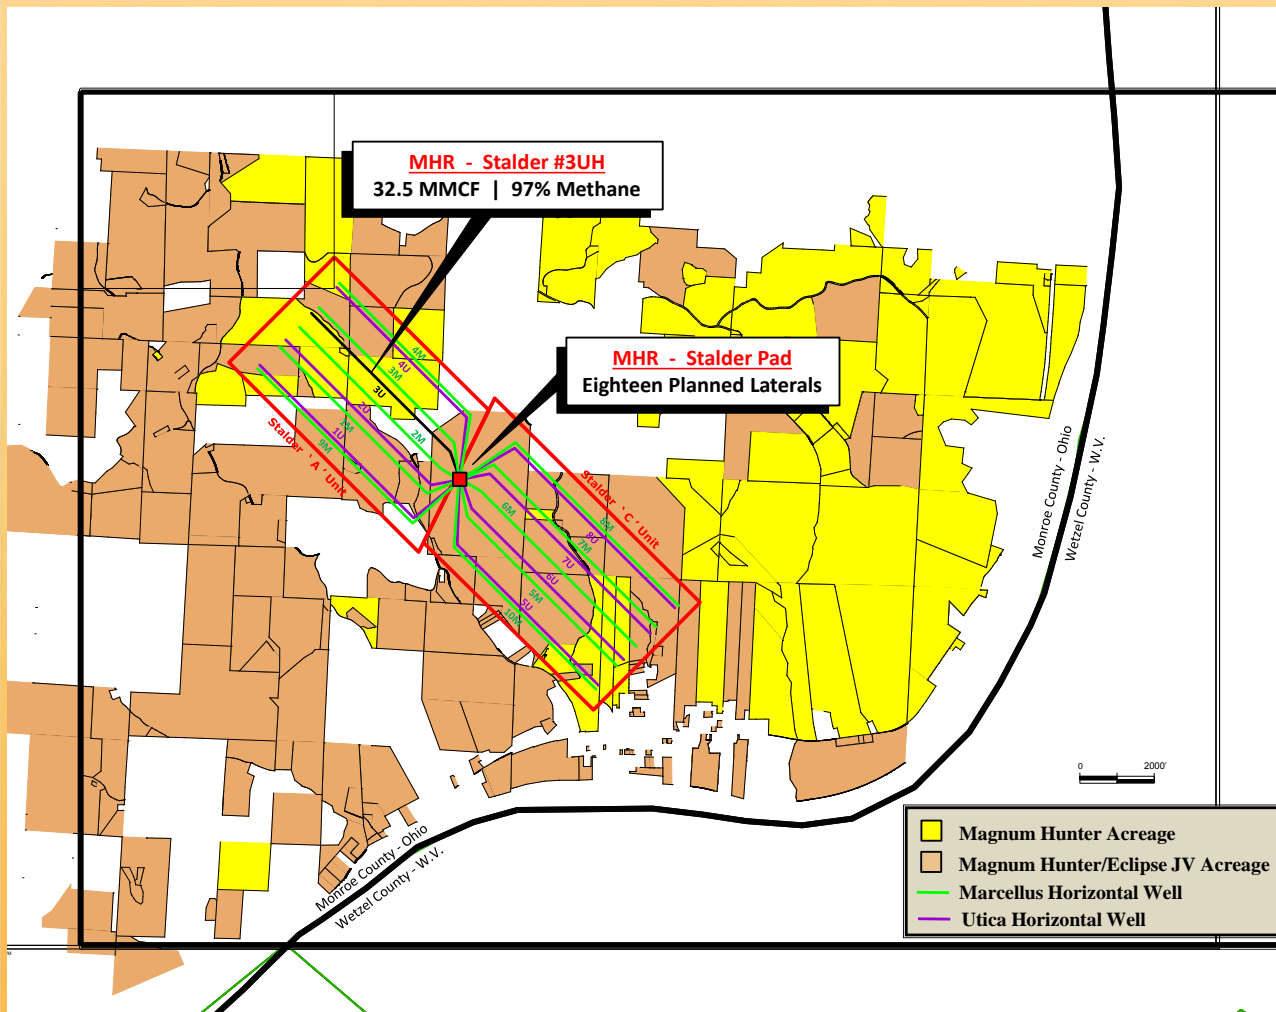 MHR - Stalder #3UH
32.5 MMCF | 97% Methane
MHR - Stalder Pad
Eighteen Planned Laterals
4M
4U
3M
3U
2M
2U
1M
1U
9M
Stalder 'A' Unit
Stalder 'C' Unit
8M
8U
7M
7U
6M
6U
5M
5U
10M
Monroe County - Ohio
Wetzel County - W.V.
Monroe County - Ohio
Wetzel County - W.V.
0 2000'
Magnum Hunter Acreage
Magnum Hunter/Eclipse JV Acreage
Marcellus Horizontal Well
Utica Horizontal Well